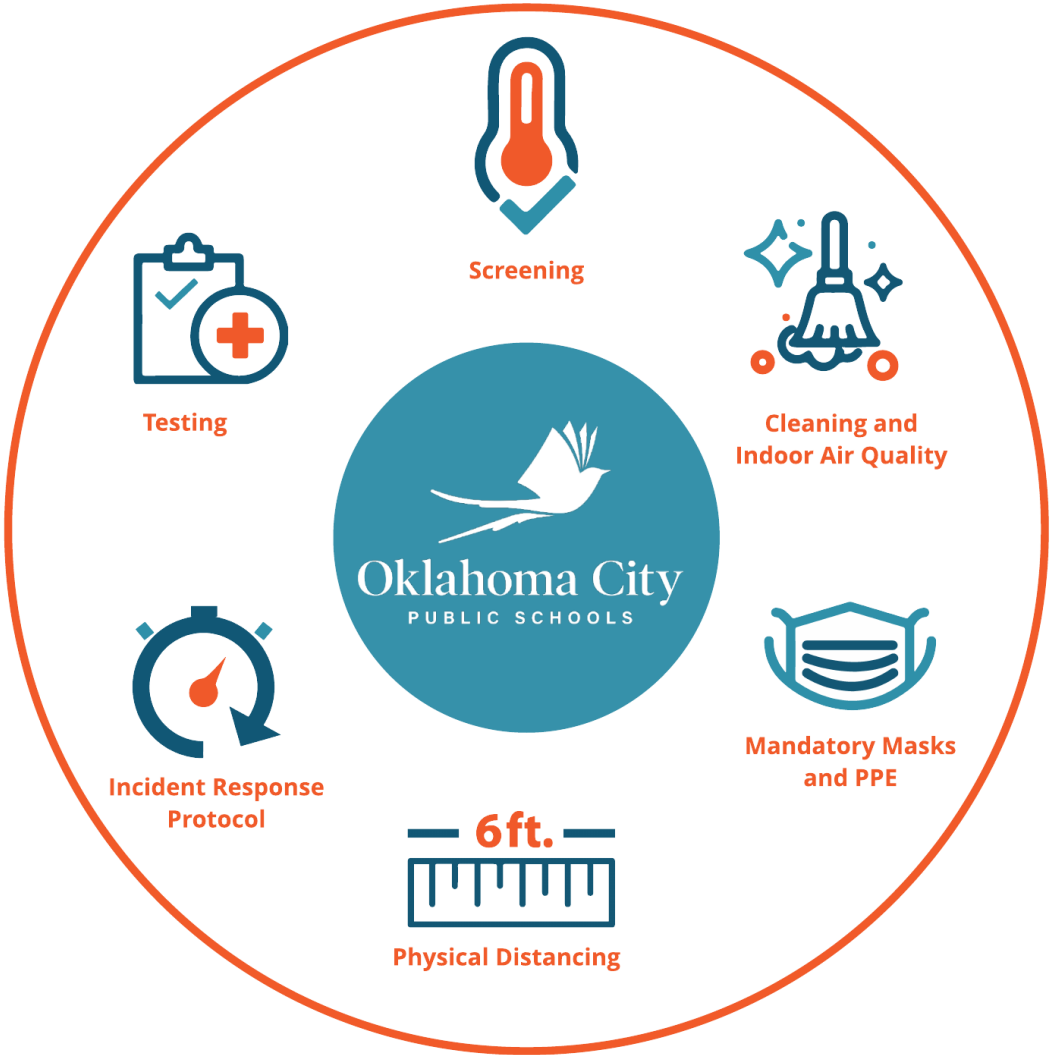 Screening
Testing
Cleaning and
Indoor Air Quality
Oklahoma City
PUBLIC SCHOOLS
Incident Response
Protocol
Mandatory Masks
and PPE
6ft.
Physical Distancing